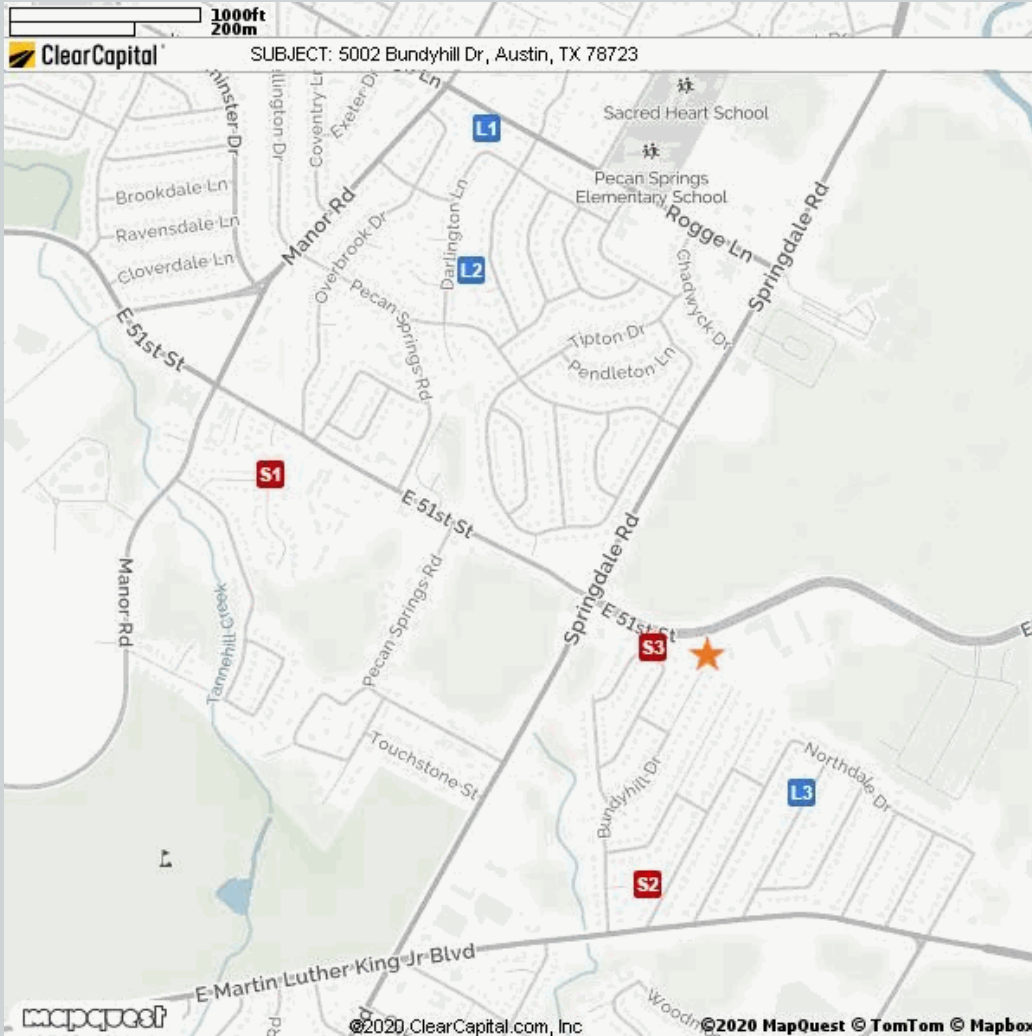 1000ft
200m
ClearCapital
SUBJECT: 5002 Bundyhill Dr, Austin, TX 78723
Ln
Sacred Heart School
Pecan Springs
Elementary School
L1
Coventry Ln
Exeter Dr
Brookdale Ln
Ravensdale Ln
Cloverdale Ln
Manor Rd
Overbrook Dr
Darlington Ln
L2
Rogge Ln
Springdale Rd
Chadwyck Dr
Pecan Springs Rd
Tipton Dr
Pendleton Ln
E 51st St
S1
E 51st St
Springdale Rd
Manor Rd
Tannehill Creek
Pecan Springs Rd
E 51st St
S3
E
Touchstone St
Bundyhill Dr
Northdale Dr
L3
S2
E Martin Luther King Jr Blvd
Rd
mapquest
©2020 ClearCapital.com, Inc
©2020 MapQuest © TomTom © Mapbox